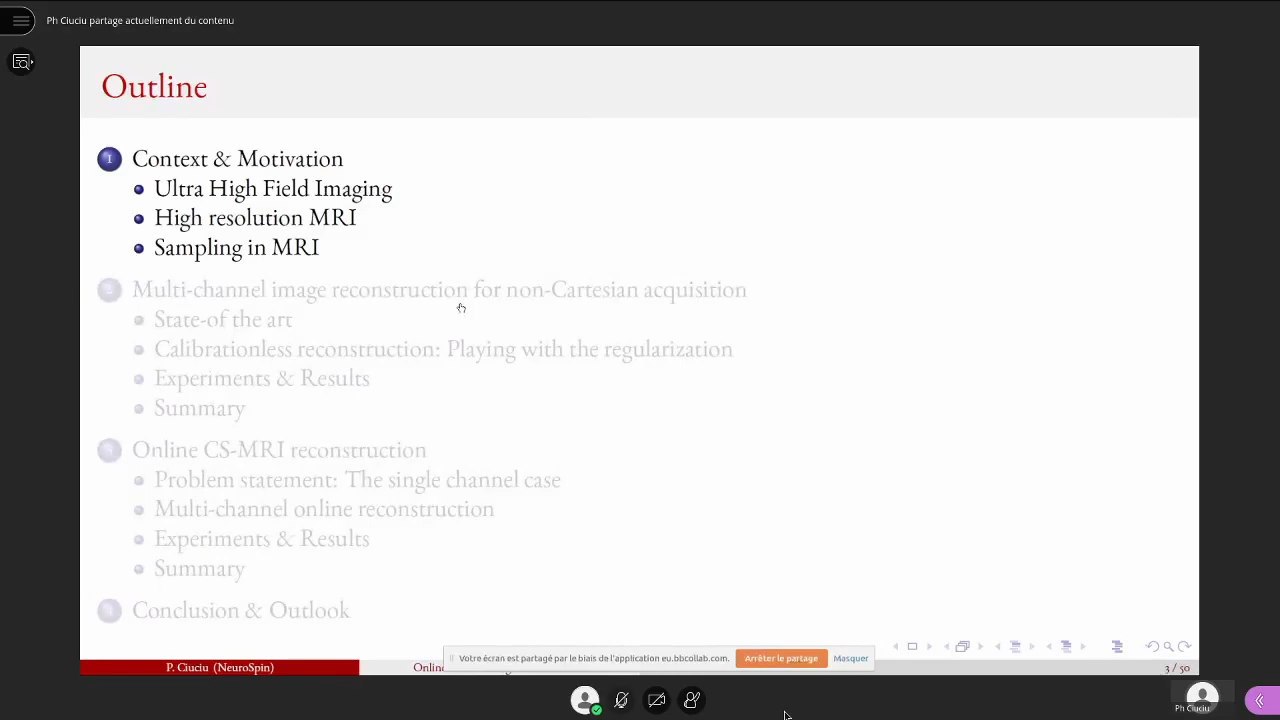 Ph Ciuciu partage actuellement du contenu
Outline
1 Context & Motivation
Ultra High Field Imaging
High resolution MRI
Sampling in MRI
2 Multi-channel image reconstruction for non-Cartesian acquisition
State-of the art
Calibrationless reconstruction: Playing with the regularization
Experiments & Results
Summary
3 Online CS-MRI reconstruction
Problem statement: The single channel case
Multi-channel online reconstruction
Experiments & Results
Summary
Conclusion & Outlook
Votre écran est partagé par le biais de l'application eu.bbcollab.com. Arrêter le partage Masquer
P. Ciuciu (NeuroSpin) Online 3 / 50
Ph Ciuciu